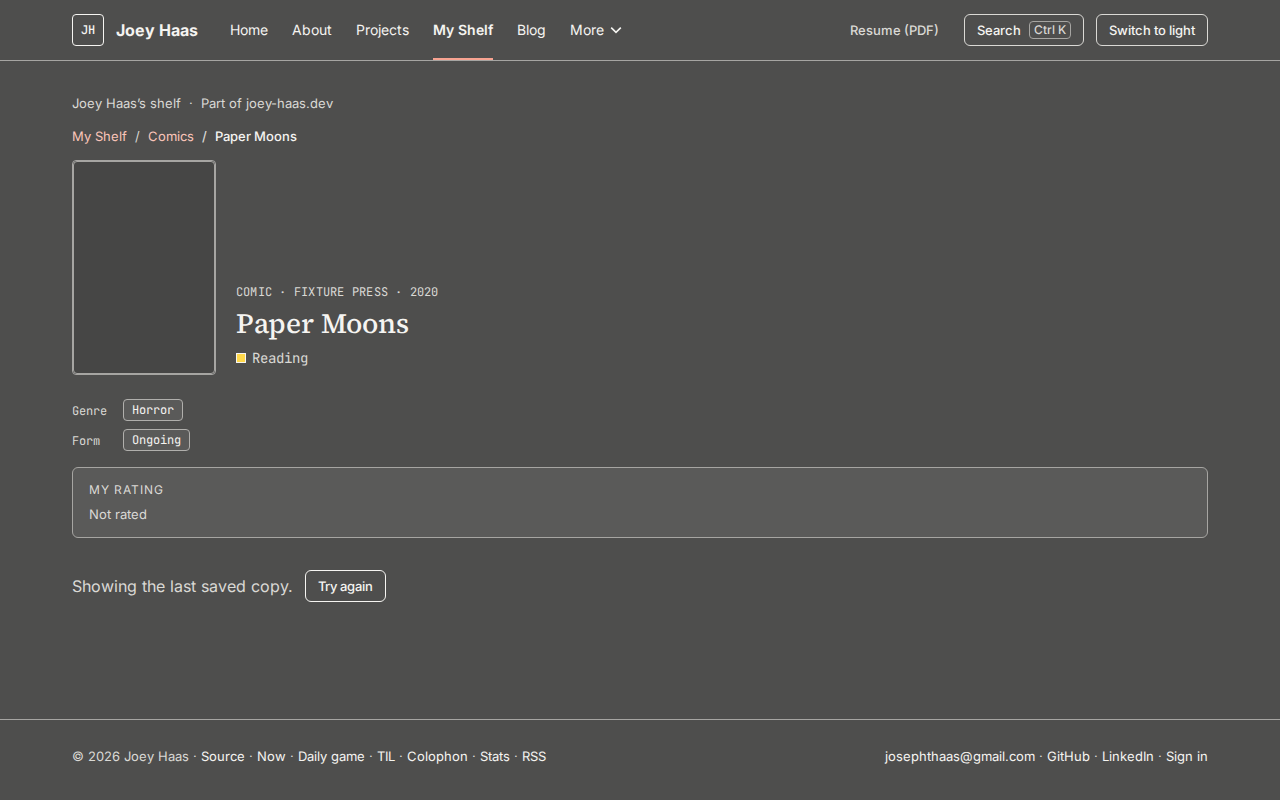 JH Joey Haas Home About Projects My Shelf Blog More Resume (PDF) Search Ctrl K Switch to light
Joey Haas’s shelf · Part of joey-haas.dev
My Shelf / Comics / Paper Moons
COMIC · FIXTURE PRESS · 2020
Paper Moons
Reading
Genre Horror
Form Ongoing
MY RATING
Not rated
Showing the last saved copy. Try again
© 2026 Joey Haas · Source · Now · Daily game · TIL · Colophon · Stats · RSS josephthaas@gmail.com · GitHub · LinkedIn · Sign in